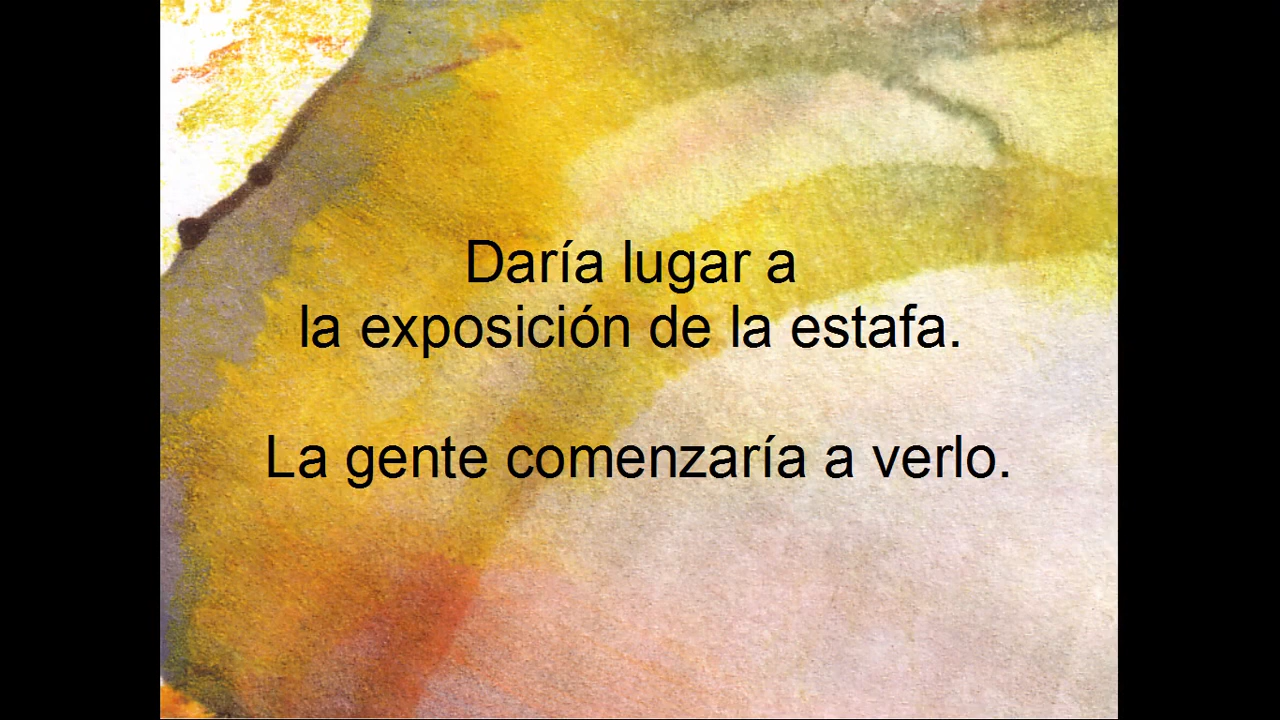 Daría lugar a
la exposición de la estafa.
La gente comenzaría a verlo.